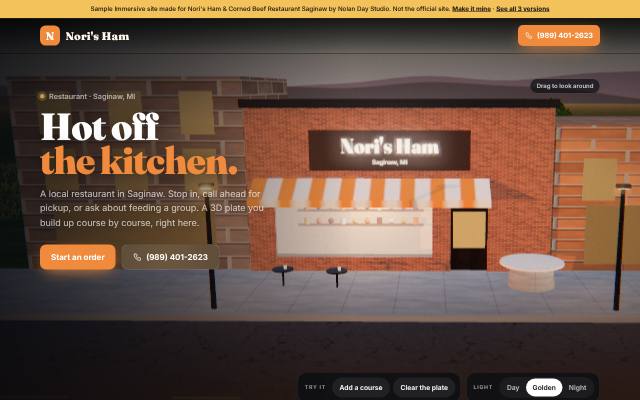 Sample Immersive site made for Nori's Ham & Corned Beef Restaurant Saginaw by Nolan Day Studio. Not the official site. Make it mine · See all 3 versions
N Nori's Ham
(989) 401-2623
Drag to look around
Restaurant · Saginaw, MI
Hot off
the kitchen.
A local restaurant in Saginaw. Stop in, call ahead for
pickup, or ask about feeding a group. A 3D plate you
build up course by course, right here.
Start an order
(989) 401-2623
Nori's Ham
Saginaw, MI
TRY IT Add a course Clear the plate
LIGHT Day Golden Night